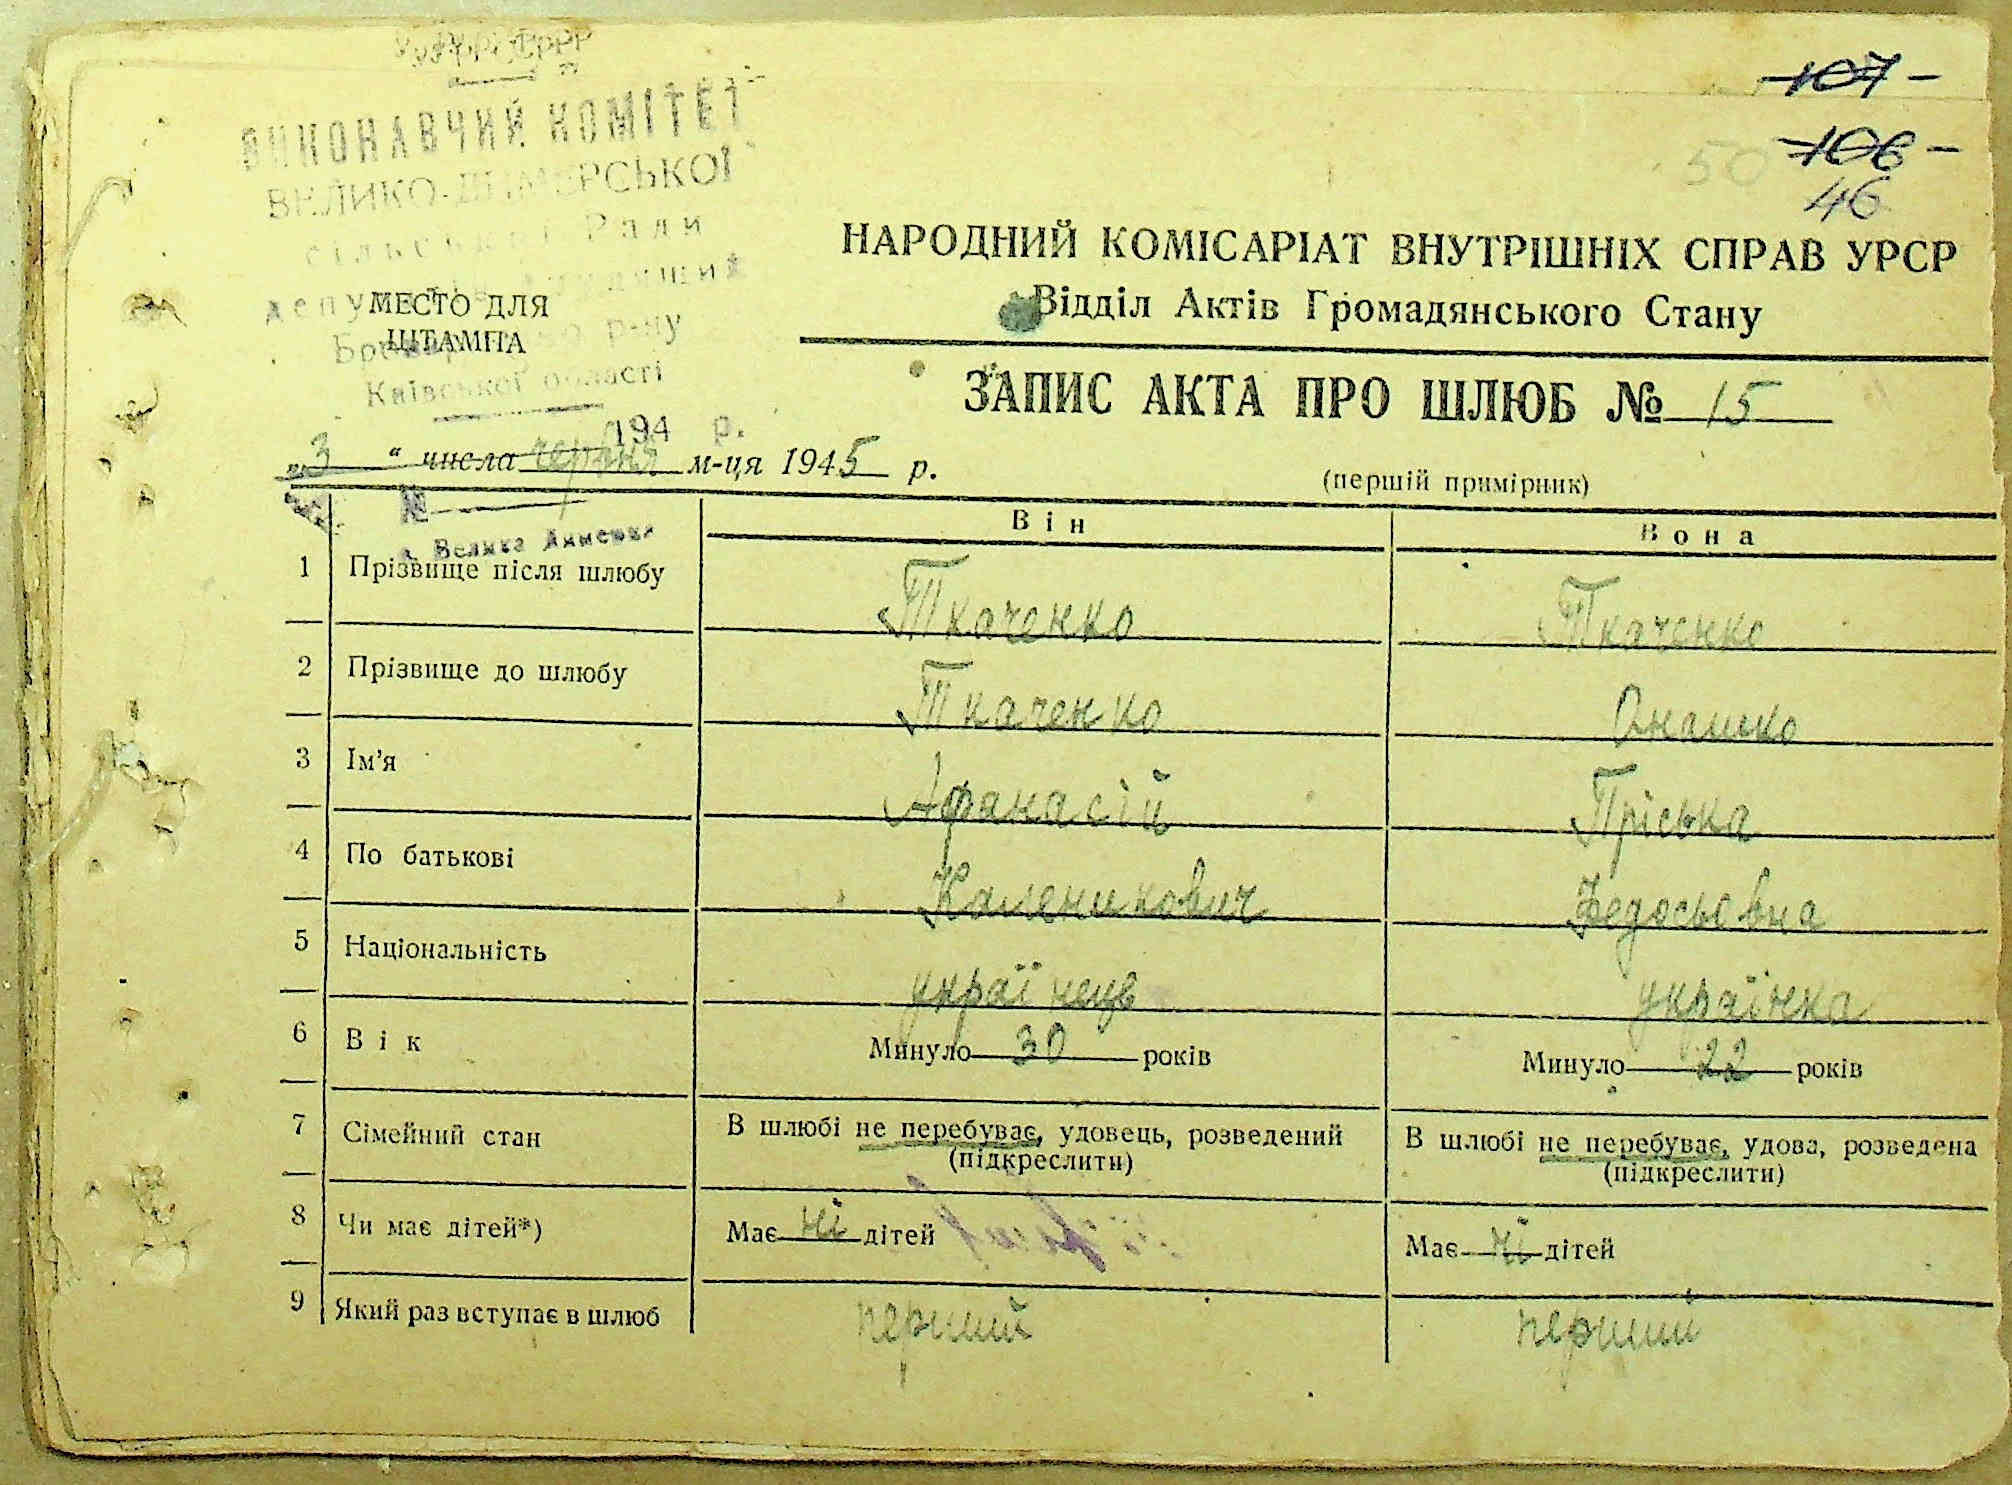 УРСР
ВИКОНАВЧИЙ КОМІТЕТ
ВЕЛИКО-ДИМЕРСЬКОЇ
сільської Ради
депутатів трудящих
р-ну
Київської області
194 р.
№
с. Велика Димерка
107
106
50
46
МЕСТО ДЛЯ
ШТАМПА
НАРОДНИЙ КОМІСАРІАТ ВНУТРІШНІХ СПРАВ УРСР
Відділ Актів Громадянського Стану
ЗАПИС АКТА ПРО ШЛЮБ № 15
„3 “ числа червня м-ця 1945 р.
(першій примірник)
Він Вона
1 Прізвище після шлюбу Ткаченко Ткаченко
2 Прізвище до шлюбу Ткаченко Онашко
3 Ім'я Афанасій Пріська
4 По батькові Каленикович Федосьовна
5 Національність українець українка
6 Вік Минуло 30 років Минуло 22 років
7 Сімейний стан В шлюбі не перебуває, удовець, розведений В шлюбі не перебуває, удова, розведена
(підкреслити) (підкреслити)
8 Чи має дітей*) Має ні дітей Має ні дітей
9 Який раз вступає в шлюб перший перший